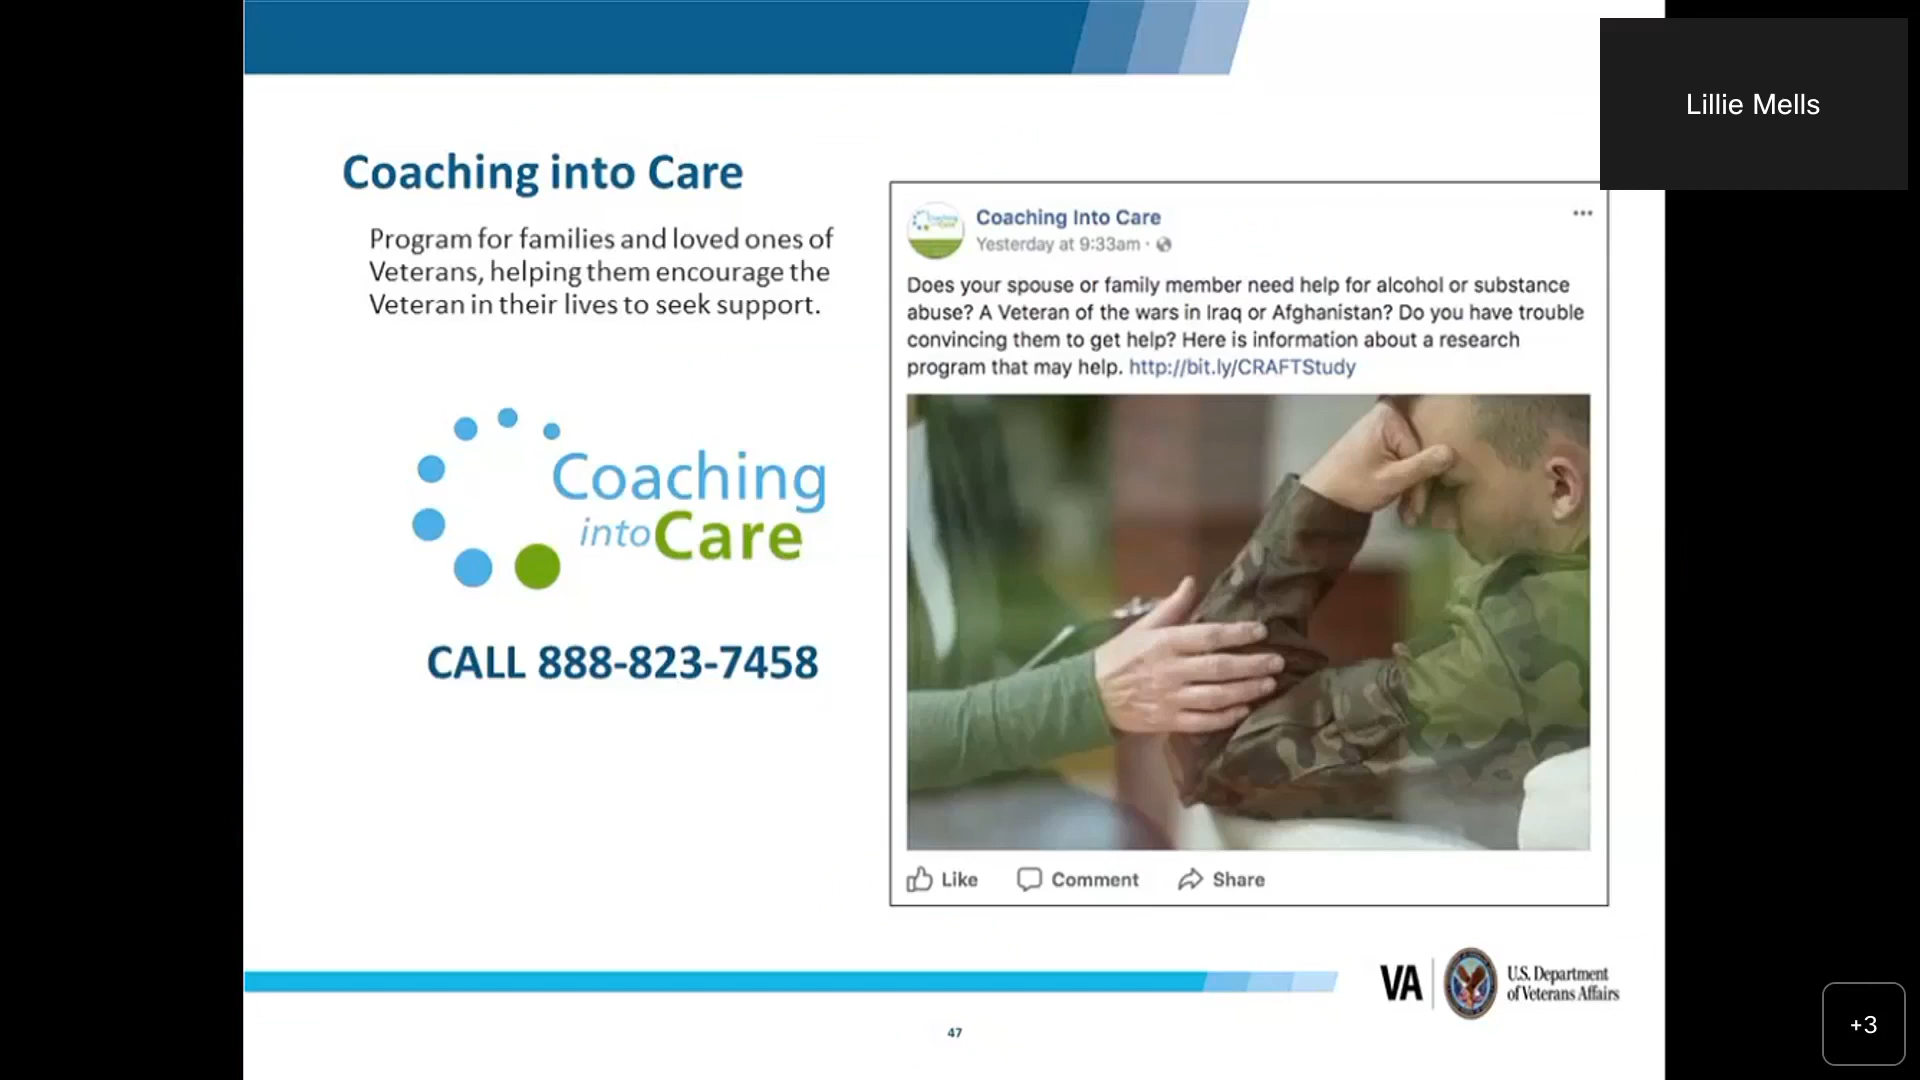 Lillie Mells
Coaching into Care
Program for families and loved ones of
Veterans, helping them encourage the
Veteran in their lives to seek support.
Coaching
into Care
CALL 888-823-7458
Coaching Into Care
Yesterday at 9:33am ·
Does your spouse or family member need help for alcohol or substance
abuse? A Veteran of the wars in Iraq or Afghanistan? Do you have trouble
convincing them to get help? Here is information about a research
program that may help. http://bit.ly/CRAFTStudy
Like Comment Share
VA
U.S. Department
of Veterans Affairs
47
+3